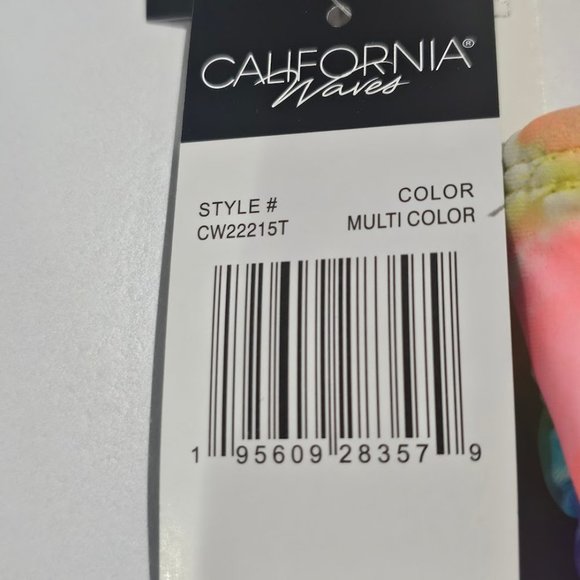 CALIFORNIA®
Waves
STYLE #
CW22215T
COLOR
MULTI COLOR
1 95609 28357 9